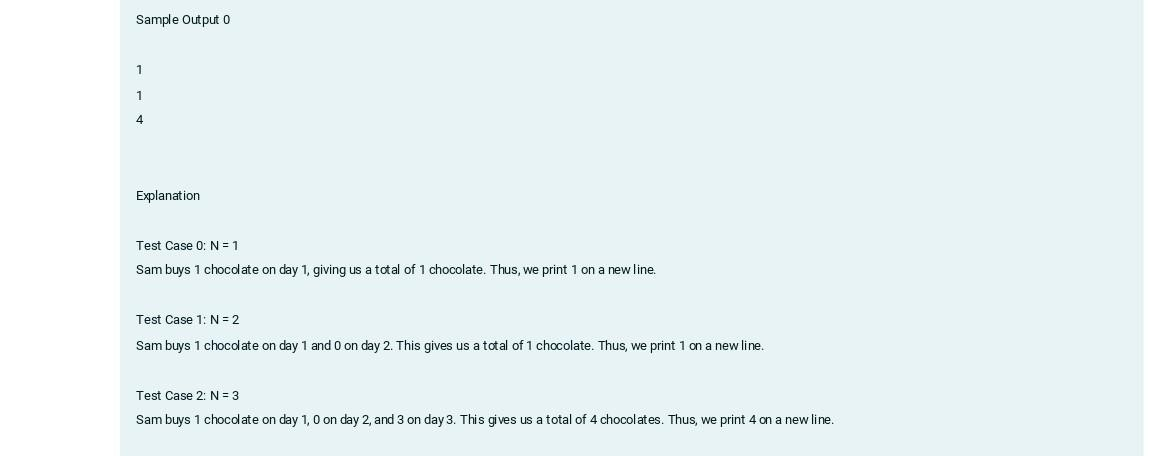 Sample Output 0
1
1
4
Explanation
Test Case 0: N = 1
Sam buys 1 chocolate on day 1, giving us a total of 1 chocolate. Thus, we print 1 on a new line.
Test Case 1: N = 2
Sam buys 1 chocolate on day 1 and 0 on day 2. This gives us a total of 1 chocolate. Thus, we print 1 on a new line.
Test Case 2: N = 3
Sam buys 1 chocolate on day 1, 0 on day 2, and 3 on day 3. This gives us a total of 4 chocolates. Thus, we print 4 on a new line.